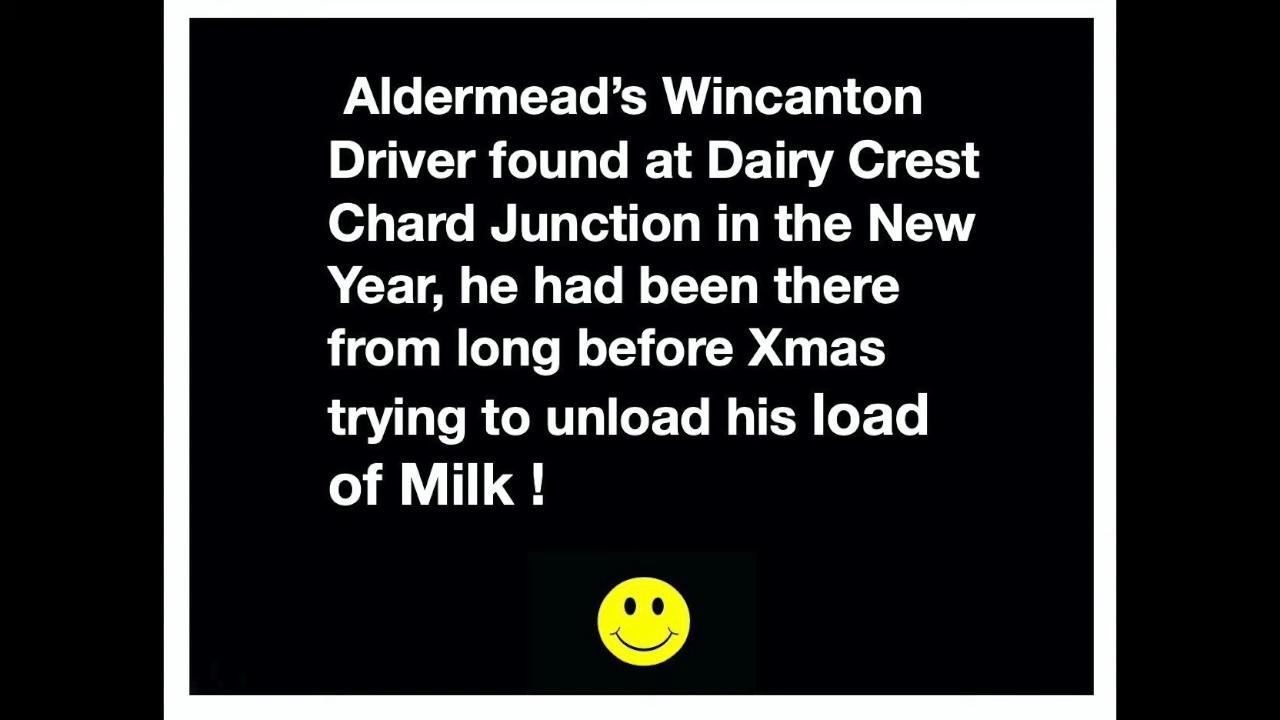 Aldermead’s Wincanton
Driver found at Dairy Crest
Chard Junction in the New
Year, he had been there
from long before Xmas
trying to unload his load
of Milk !